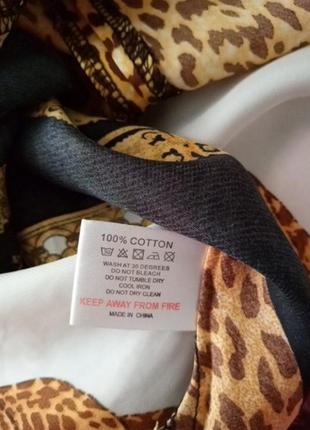 100% COTTON
WASH AT 30 DEGREES
DO NOT BLEACH
DO NOT TUMBLE DRY
COOL IRON
DO NOT DRY CLEAN
KEEP AWAY FROM FIRE
MADE IN CHINA